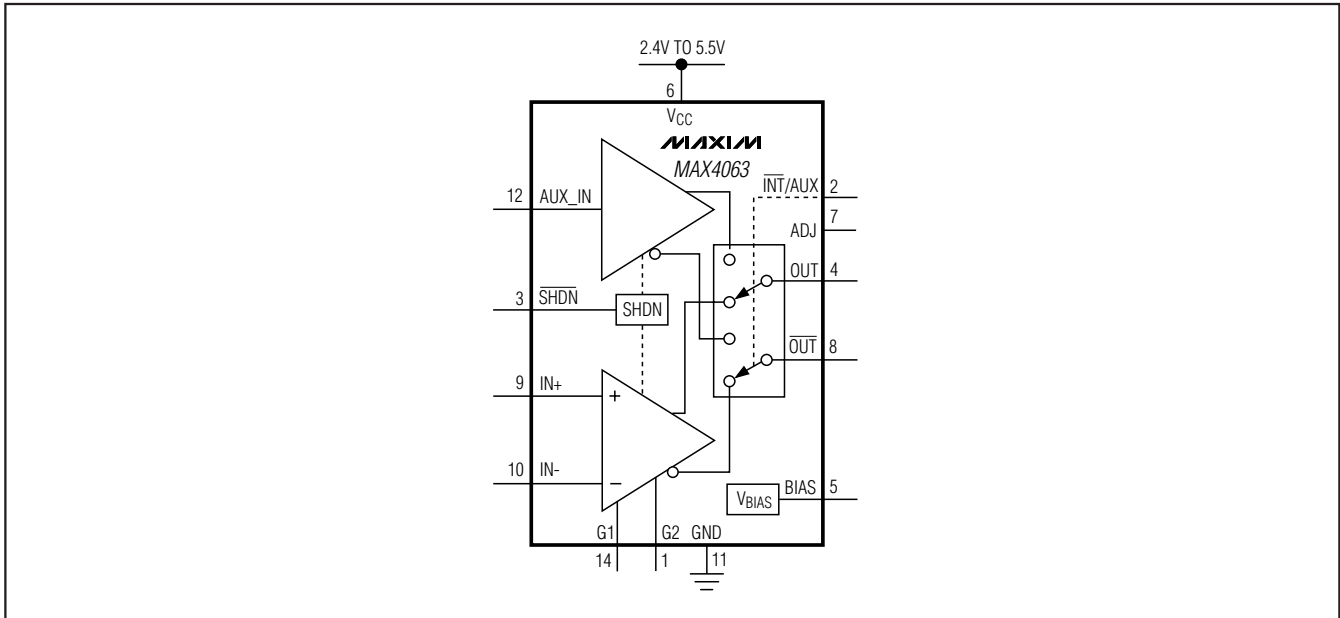 2.4V TO 5.5V
6
VCC
MAXIM
MAX4063
INT/AUX 2
12 AUX_IN
7
ADJ
OUT 4
3 SHDN
SHDN
OUT 8
9 IN+
+
10 IN-
−
BIAS 5
VBIAS
G1 G2 GND
14 1 11